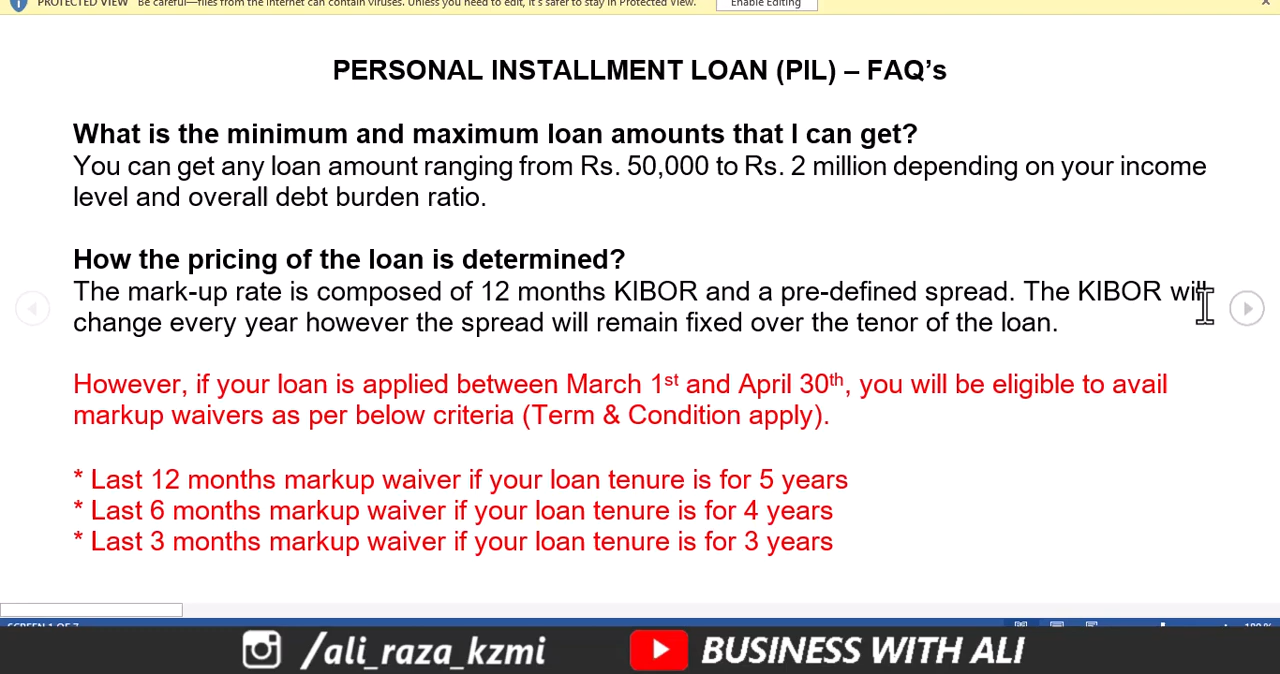 PROTECTED VIEW Be careful—files from the Internet can contain viruses. Unless you need to edit, it's safer to stay in Protected View. Enable Editing
PERSONAL INSTALLMENT LOAN (PIL) – FAQ’s
What is the minimum and maximum loan amounts that I can get?
You can get any loan amount ranging from Rs. 50,000 to Rs. 2 million depending on your income
level and overall debt burden ratio.
How the pricing of the loan is determined?
The mark-up rate is composed of 12 months KIBOR and a pre-defined spread. The KIBOR will
change every year however the spread will remain fixed over the tenor of the loan.
However, if your loan is applied between March 1st and April 30th, you will be eligible to avail
markup waivers as per below criteria (Term & Condition apply).
* Last 12 months markup waiver if your loan tenure is for 5 years
* Last 6 months markup waiver if your loan tenure is for 4 years
* Last 3 months markup waiver if your loan tenure is for 3 years
SCREEN 1 OF 7
/ali_raza_kzmi BUSINESS WITH ALI